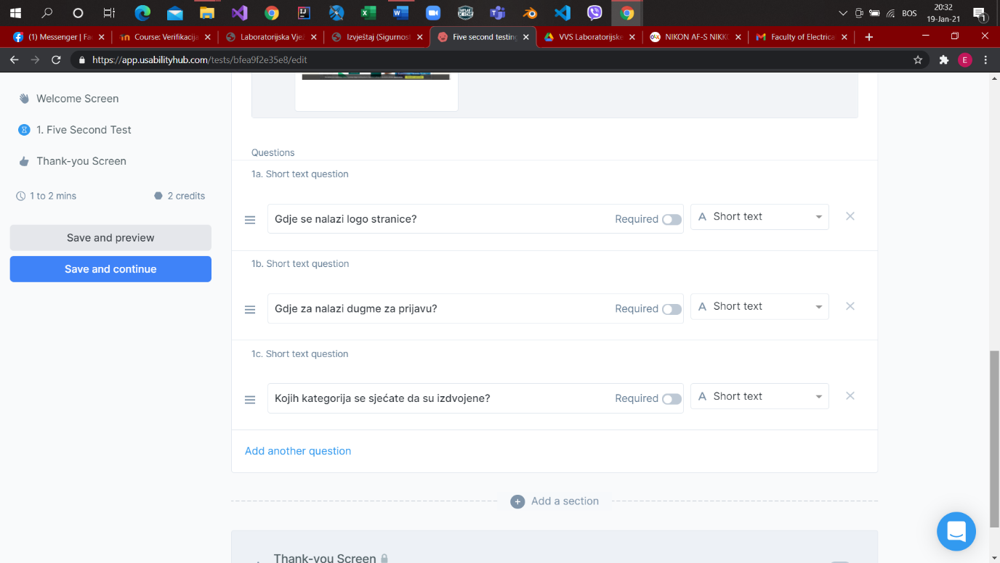 20:32
BOS
19-Jan-21
1
(1) Messenger | Fa
Course: Verifikacija
Laboratorijska Vje
Izvještaj (Sigurnost
Five second testing
VVS Laboratorijske
NIKON AF-S NIKK
Faculty of Electrica
https://app.usabilityhub.com/tests/bfea9f2e35e8/edit
E
Welcome Screen
1. Five Second Test
Thank-you Screen
1 to 2 mins
2 credits
Save and preview
Save and continue
Questions
1a. Short text question
Gdje se nalazi logo stranice?
Required
A Short text
1b. Short text question
Gdje za nalazi dugme za prijavu?
Required
A Short text
1c. Short text question
Kojih kategorija se sjećate da su izdvojene?
Required
A Short text
Add another question
Add a section
Thank-you Screen